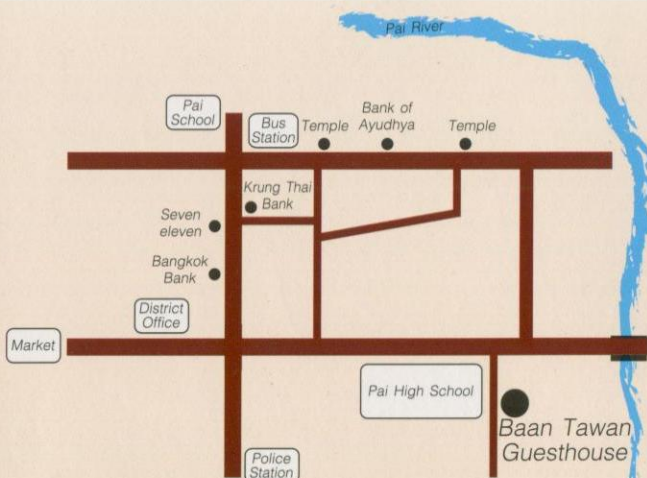 Pai River
Pai
School
Bus
Station
Temple
Bank of
Ayudhya
Temple
Krung Thai
Bank
Seven
eleven
Bangkok
Bank
District
Office
Market
Pai High School
Baan Tawan
Guesthouse
Police
Station